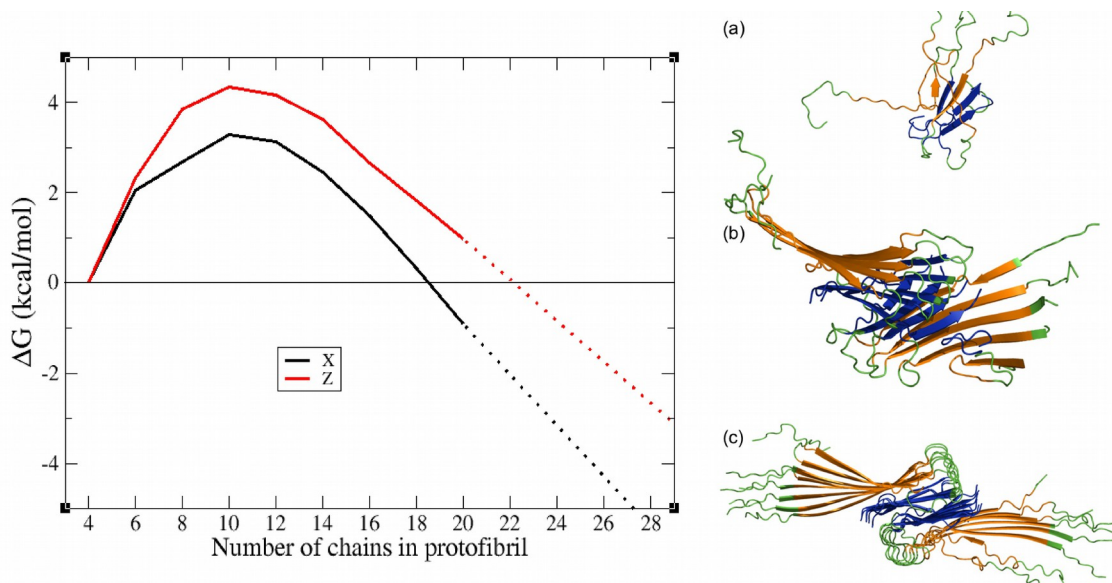 ΔG (kcal/mol)
4
2
0
-2
-4
X
Z
4 6 8 10 12 14 16 18 20 22 24 26 28
Number of chains in protofibril
(a)
(b)
(c)